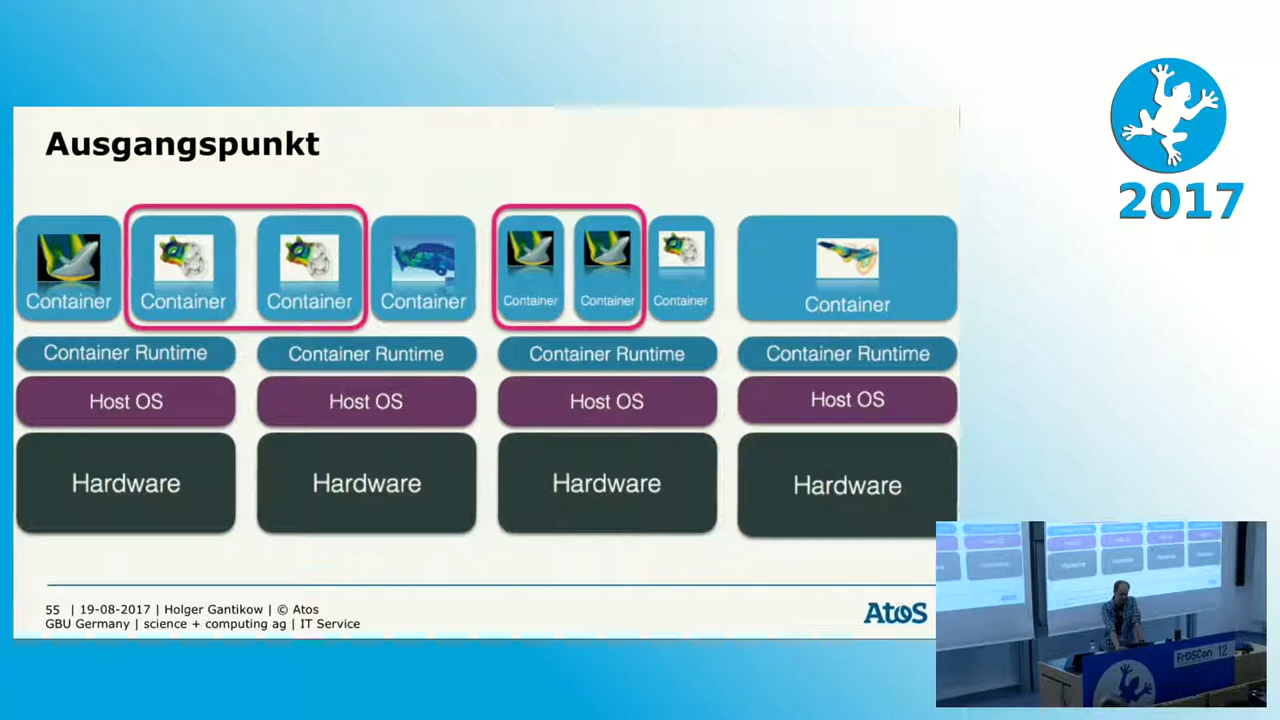 Ausgangspunkt
2017
Container
Container
Container
Container
Container
Container
Container
Container
Container Runtime
Container Runtime
Container Runtime
Container Runtime
Host OS
Host OS
Host OS
Host OS
Hardware
Hardware
Hardware
Hardware
55 | 19-08-2017 | Holger Gantikow | © Atos
GBU Germany | science + computing ag | IT Service
Atos
FrOSCon 12